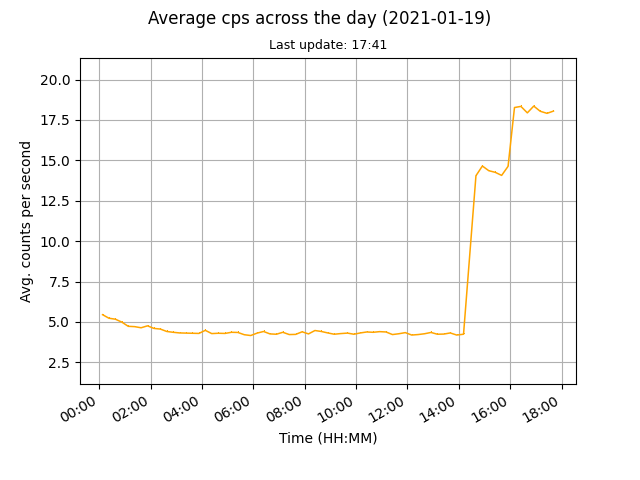 Average cps across the day (2021-01-19)
Last update: 17:41
20.0
17.5
15.0
12.5
10.0
7.5
5.0
2.5
Avg. counts per second
00:00 02:00 04:00 06:00 08:00 10:00 12:00 14:00 16:00 18:00
Time (HH:MM)